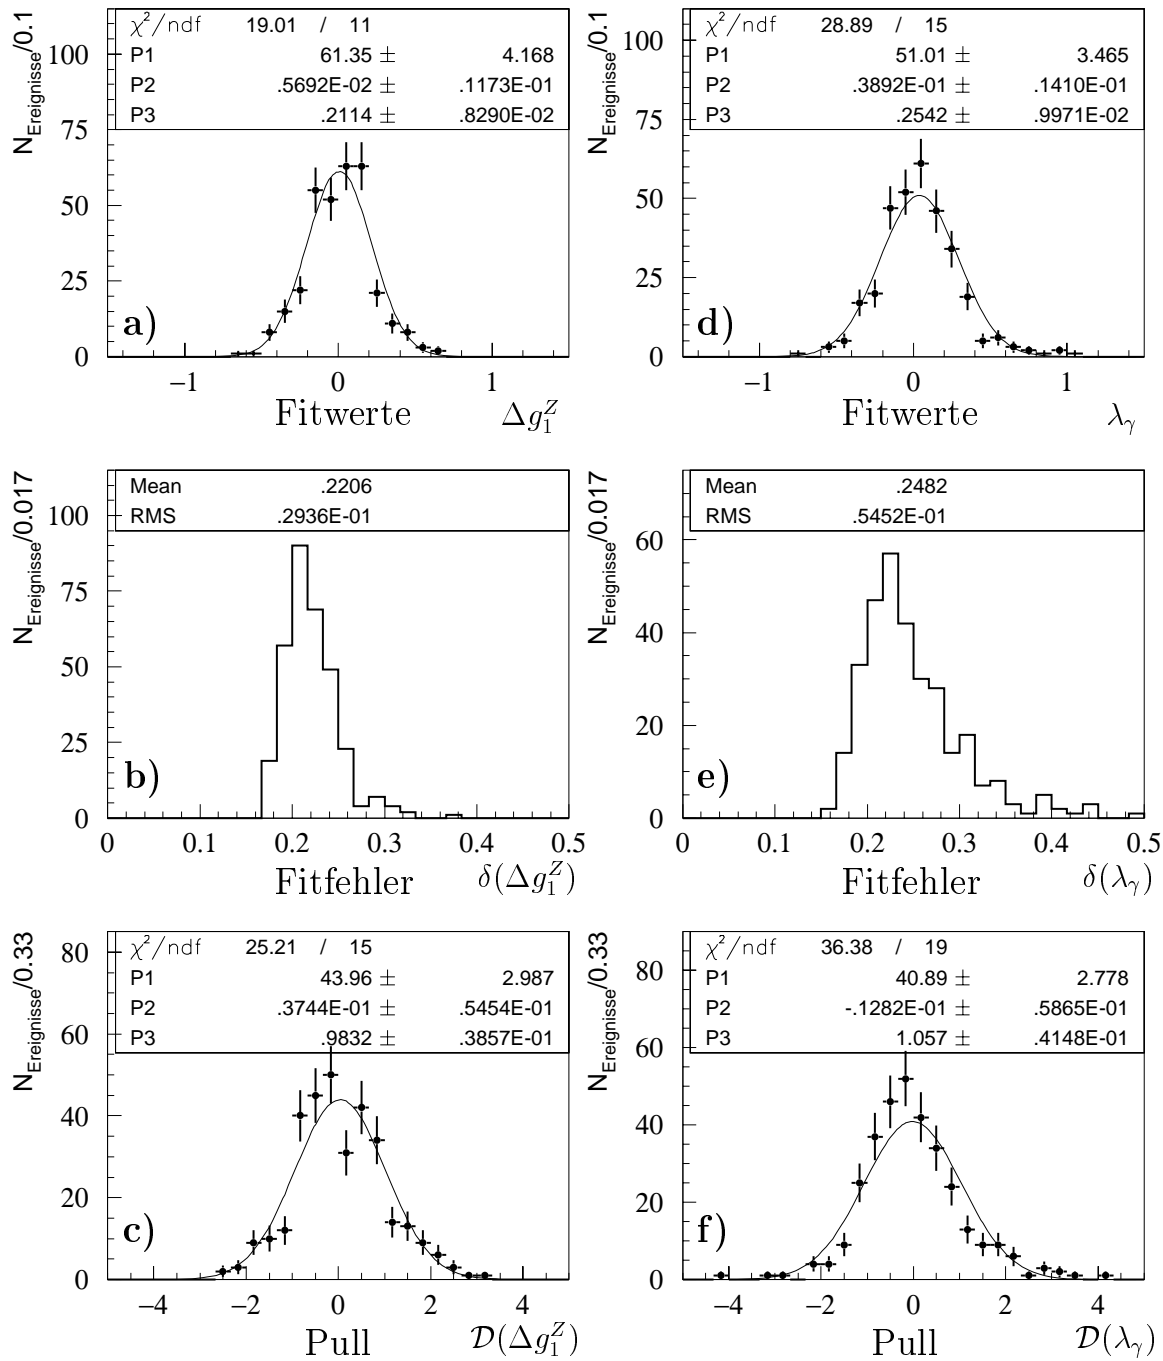 N_Ereignisse/0.1
χ²/ndf 19.01 / 11
P1 61.35 ± 4.168
P2 .5692E-02 ± .1173E-01
P3 .2114 ± .8290E-02
100
75
50
25
0
a)
−1 0 1
Fitwerte Δg₁^Z
N_Ereignisse/0.1
χ²/ndf 28.89 / 15
P1 51.01 ± 3.465
P2 .3892E-01 ± .1410E-01
P3 .2542 ± .9971E-02
100
75
50
25
0
d)
−1 0 1
Fitwerte λ_γ
N_Ereignisse/0.017
Mean .2206
RMS .2936E-01
100
75
50
25
0
b)
0 0.1 0.2 0.3 0.4 0.5
Fitfehler δ(Δg₁^Z)
N_Ereignisse/0.017
Mean .2482
RMS .5452E-01
60
40
20
0
e)
0 0.1 0.2 0.3 0.4 0.5
Fitfehler δ(λ_γ)
N_Ereignisse/0.33
χ²/ndf 25.21 / 15
P1 43.96 ± 2.987
P2 .3744E-01 ± .5454E-01
P3 .9832 ± .3857E-01
80
60
40
20
0
c)
−4 −2 0 2 4
Pull 𝒟(Δg₁^Z)
N_Ereignisse/0.33
χ²/ndf 36.38 / 19
P1 40.89 ± 2.778
P2 -.1282E-01 ± .5865E-01
P3 1.057 ± .4148E-01
80
60
40
20
0
f)
−4 −2 0 2 4
Pull 𝒟(λ_γ)